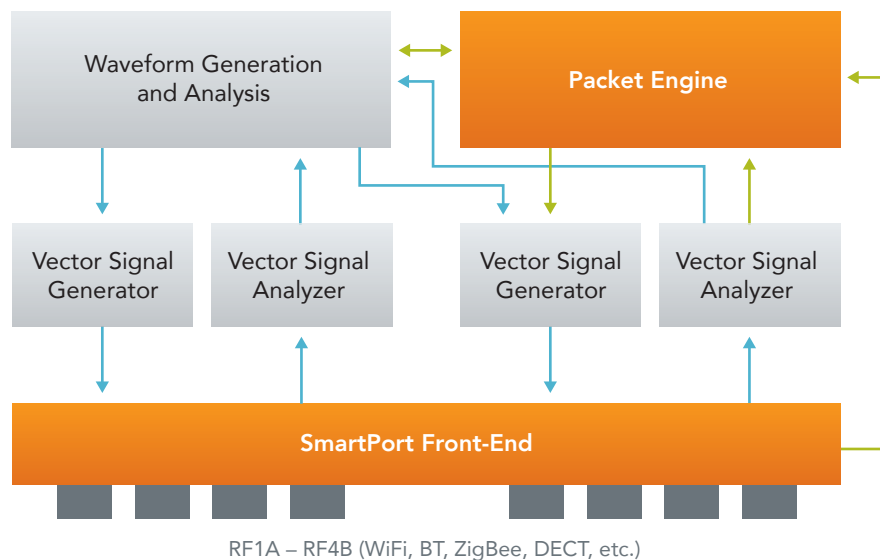 Waveform Generation
and Analysis
Packet Engine
Vector Signal
Generator
Vector Signal
Analyzer
Vector Signal
Generator
Vector Signal
Analyzer
SmartPort Front-End
RF1A – RF4B (WiFi, BT, ZigBee, DECT, etc.)